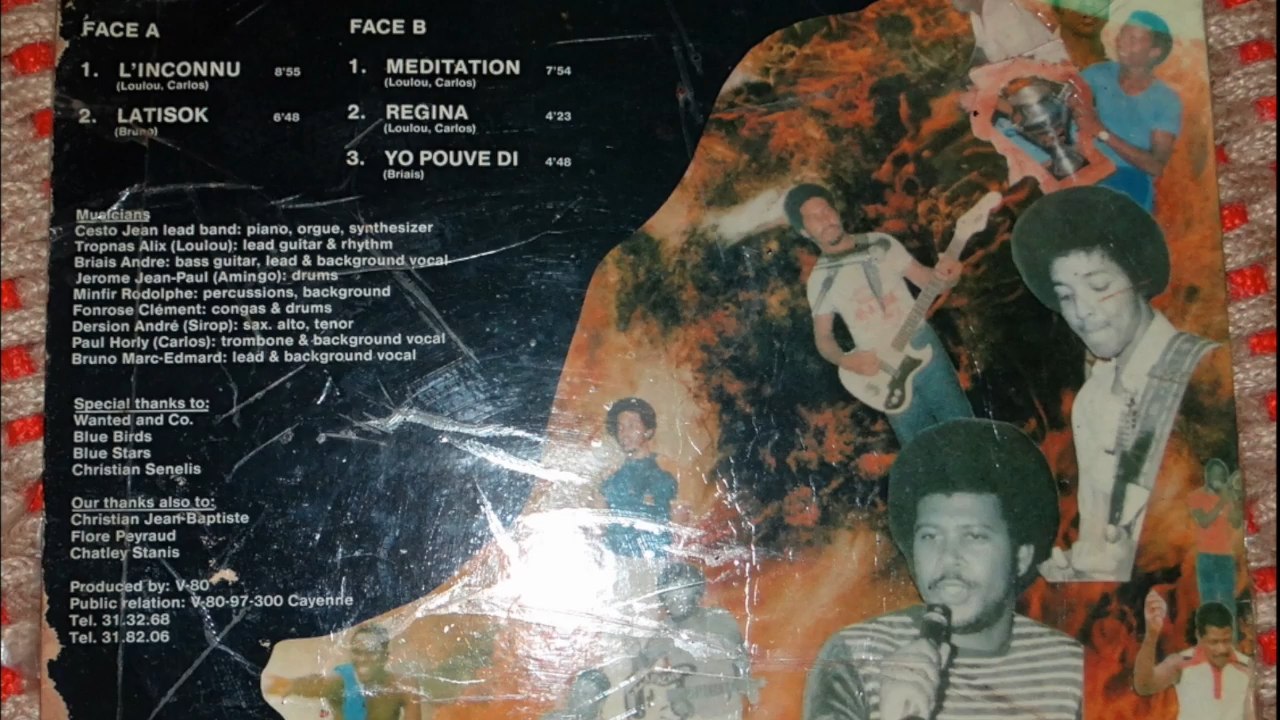 FACE A
1. L'INCONNU 8'55
(Loulou, Carlos)
2. LATISOK 6'48
(Bruno)
FACE B
1. MEDITATION 7'54
(Loulou, Carlos)
2. REGINA 4'23
(Loulou, Carlos)
3. YO POUVE DI 4'48
(Briais)
Musicians
Cesto Jean lead band: piano, orgue, synthesizer
Tropnas Alix (Loulou): lead guitar & rhythm
Briais Andre: bass guitar, lead & background vocal
Jerome Jean-Paul (Amingo): drums
Minfir Rodolphe: percussions, background
Fonrose Clément: congas & drums
Dersion André (Sirop): sax. alto, tenor
Paul Horly (Carlos): trombone & background vocal
Bruno Marc-Edmard: lead & background vocal
Special thanks to:
Wanted and Co.
Blue Birds
Blue Stars
Christian Senelis
Our thanks also to:
Christian Jean-Baptiste
Flore Peyraud
Chatley Stanis
Produced by: V-80
Public relation: V-80-97-300 Cayenne
Tel. 31.32.68
Tel. 31.82.06